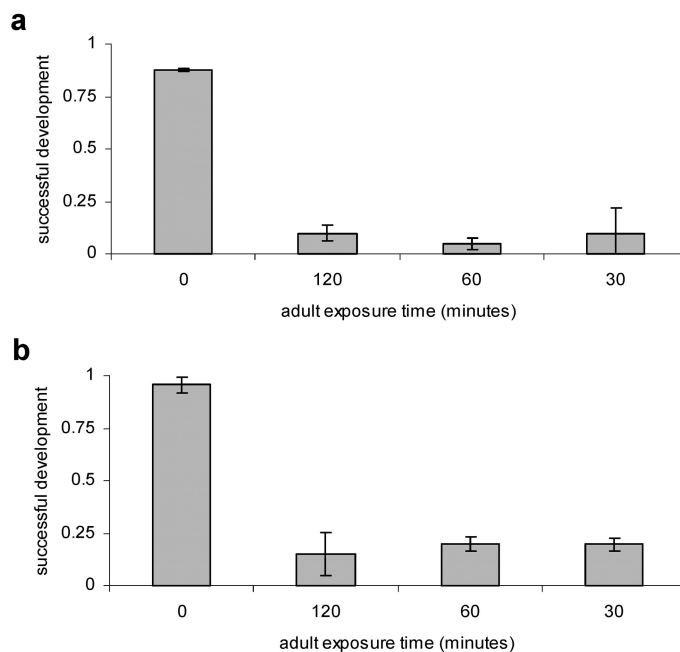 a
1
0.75
0.5
0.25
0
successful development
0 120 60 30
adult exposure time (minutes)
b
1
0.75
0.5
0.25
0
successful development
0 120 60 30
adult exposure time (minutes)